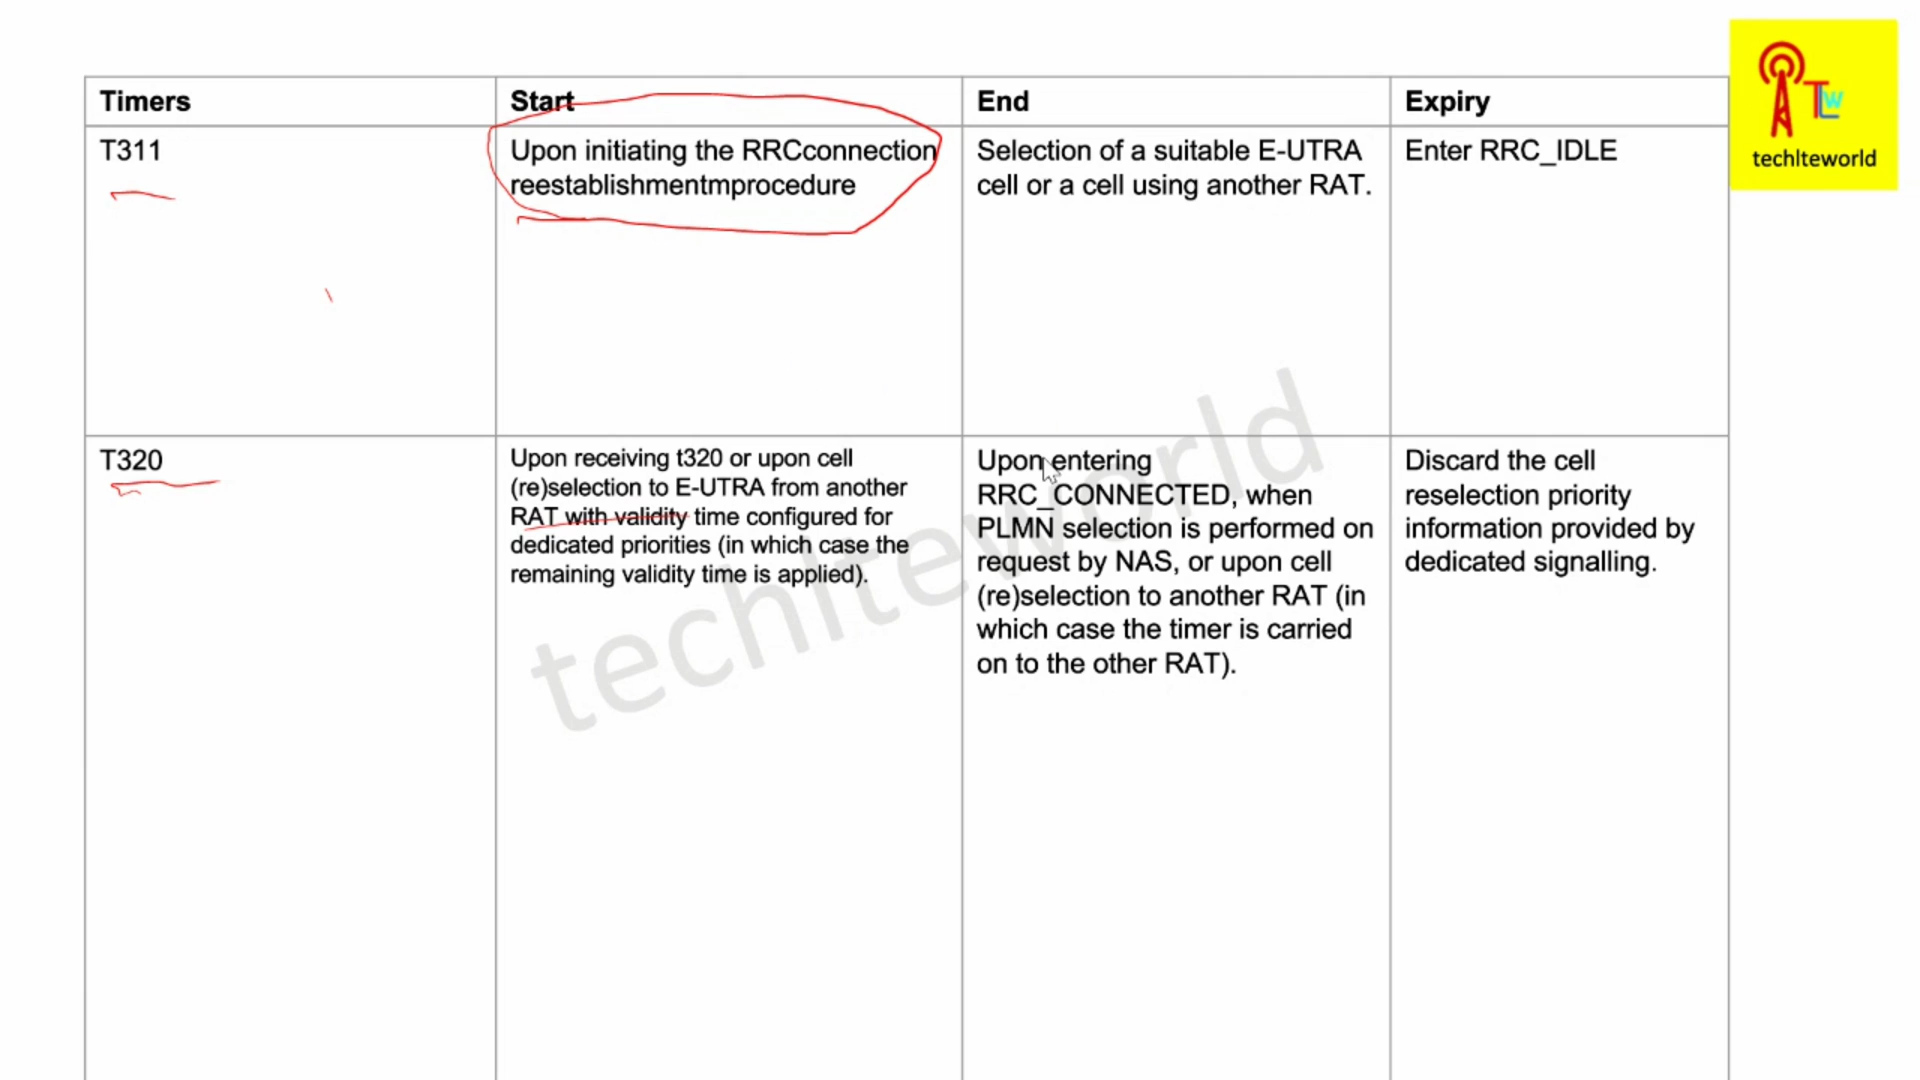 Timers
Start
End
Expiry
T311
Upon initiating the RRCconnection
reestablishmentmprocedure
Selection of a suitable E-UTRA
cell or a cell using another RAT.
Enter RRC_IDLE
T320
Upon receiving t320 or upon cell
(re)selection to E-UTRA from another
RAT with validity time configured for
dedicated priorities (in which case the
remaining validity time is applied).
Upon entering
RRC_CONNECTED, when
PLMN selection is performed on
request by NAS, or upon cell
(re)selection to another RAT (in
which case the timer is carried
on to the other RAT).
Discard the cell
reselection priority
information provided by
dedicated signalling.
TLW
techlteworld
techlteworld